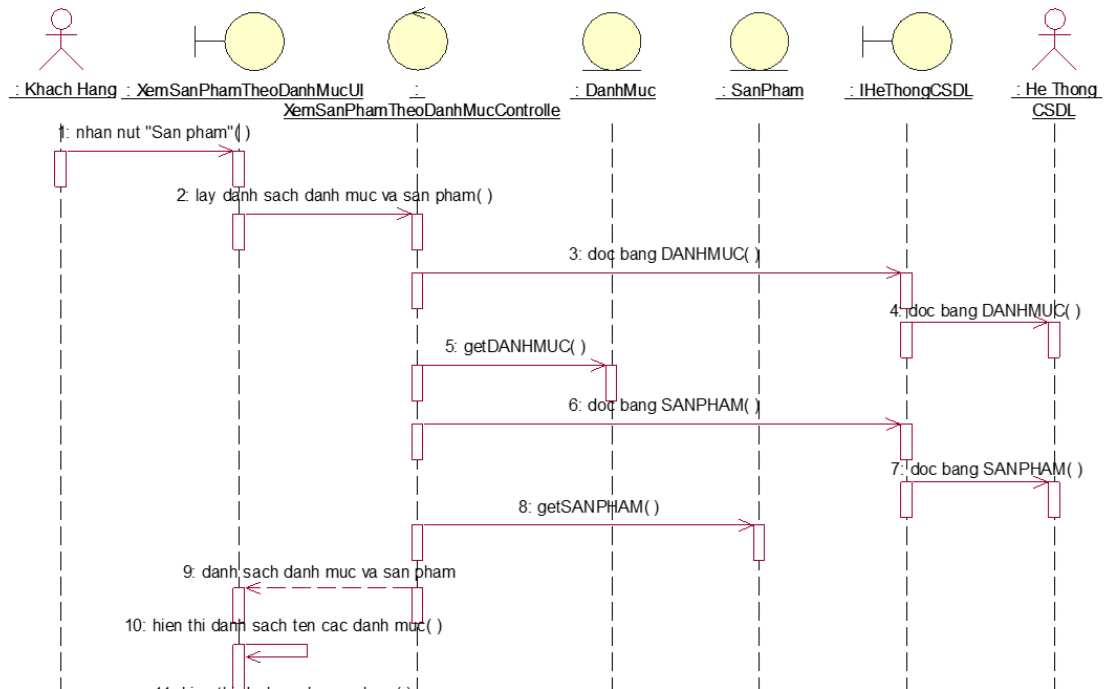 : Khach Hang
: XemSanPhamTheoDanhMucUI
:
XemSanPhamTheoDanhMucControlle
: DanhMuc
: SanPham
: IHeThongCSDL
: He Thong
CSDL
1: nhan nut "San pham"( )
2: lay danh sach danh muc va san pham( )
3: doc bang DANHMUC( )
4: doc bang DANHMUC( )
5: getDANHMUC( )
6: doc bang SANPHAM( )
7: doc bang SANPHAM( )
8: getSANPHAM( )
9: danh sach danh muc va san pham
10: hien thi danh sach ten cac danh muc( )